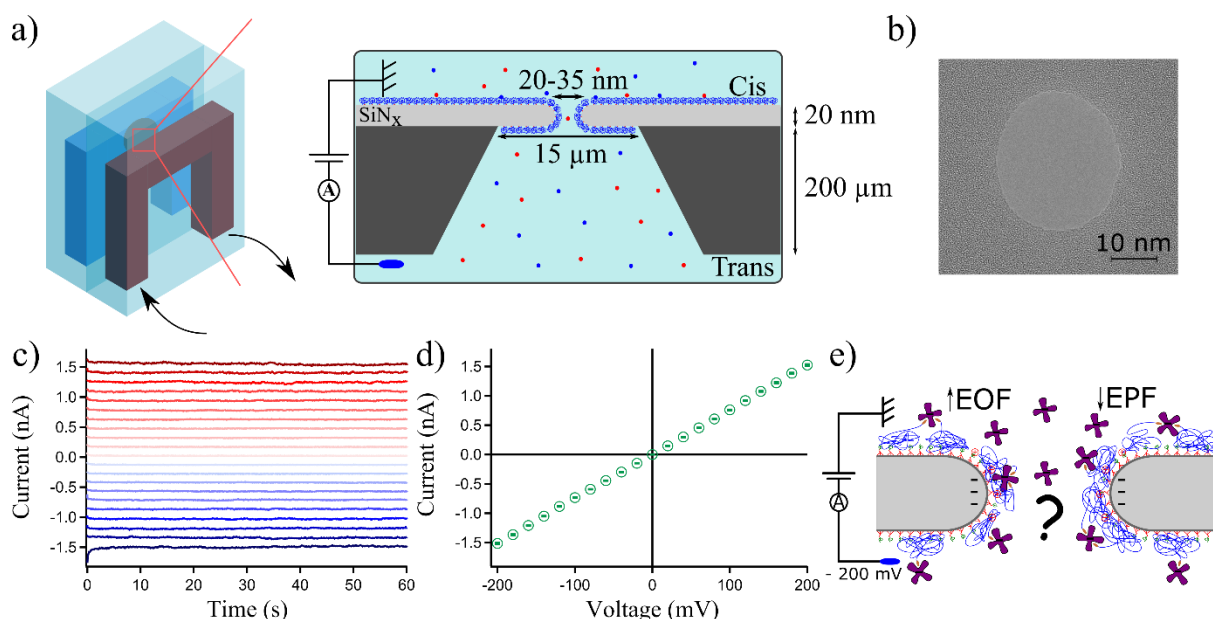 a)
20-35 nm
Cis
SiNx
20 nm
A
15 µm
200 µm
Trans
b)
10 nm
c)
Current (nA)
1.5
1.0
0.5
0.0
-0.5
-1.0
-1.5
0
10
20
30
40
50
60
Time (s)
d)
Current (nA)
1.5
1.0
0.5
0.0
-0.5
-1.0
-1.5
-200
-100
0
100
200
Voltage (mV)
e)
↑EOF
↓EPF
A
?
- 200 mV